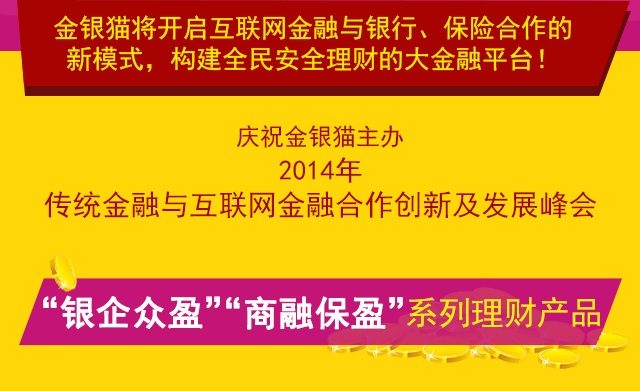 金银猫将开启互联网金融与银行、保险合作的
新模式，构建全民安全理财的大金融平台！
庆祝金银猫主办
2014年
传统金融与互联网金融合作创新及发展峰会
“银企众盈”“商融保盈”系列理财产品